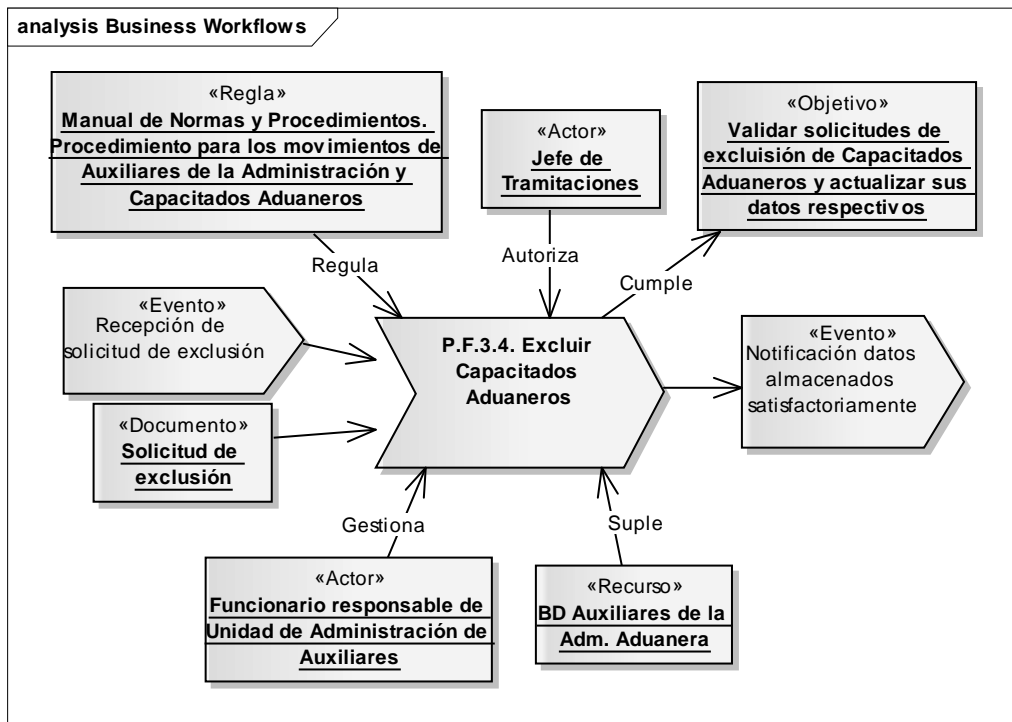 analysis Business Workflows
«Regla»
Manual de Normas y Procedimientos.
Procedimiento para los movimientos de
Auxiliares de la Administración y
Capacitados Aduaneros
«Actor»
Jefe de
Tramitaciones
«Objetivo»
Validar solicitudes de
excluisión de Capacitados
Aduaneros y actualizar sus
datos respectivos
Regula
Autoriza
Cumple
«Evento»
Recepción de
solicitud de exclusión
P.F.3.4. Excluir
Capacitados
Aduaneros
«Evento»
Notificación datos
almacenados
satisfactoriamente
«Documento»
Solicitud de
exclusión
Gestiona
Suple
«Actor»
Funcionario responsable de
Unidad de Administración de
Auxiliares
«Recurso»
BD Auxiliares de la
Adm. Aduanera